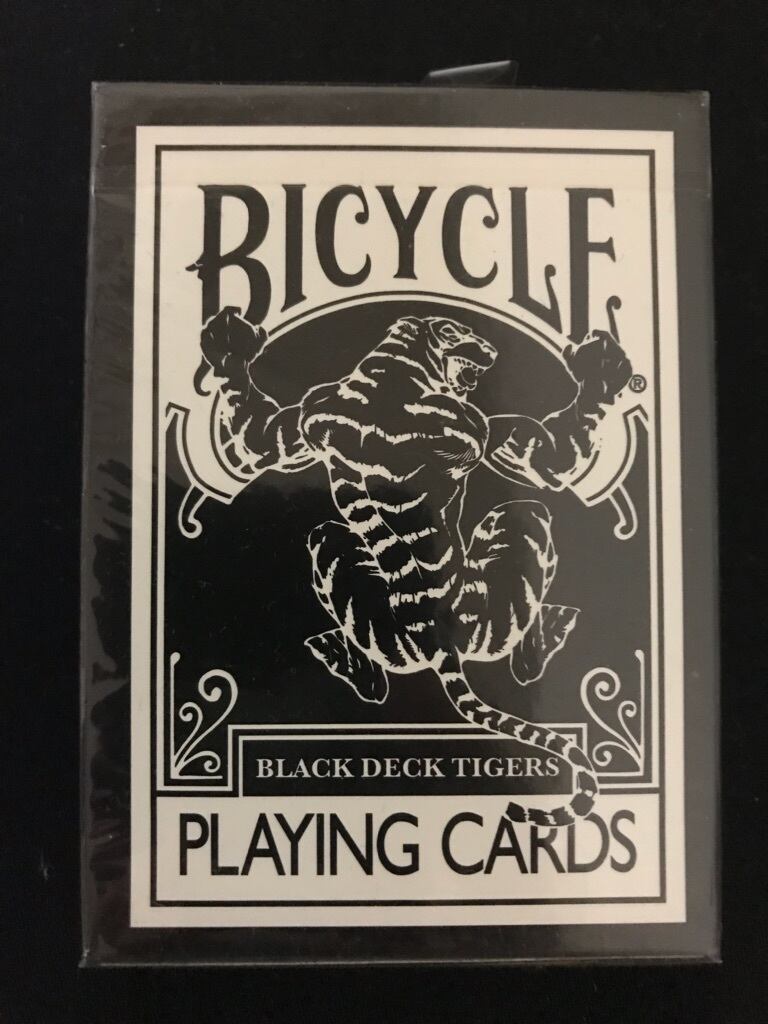 BICYCLE
®
BLACK DECK TIGERS
PLAYING CARDS